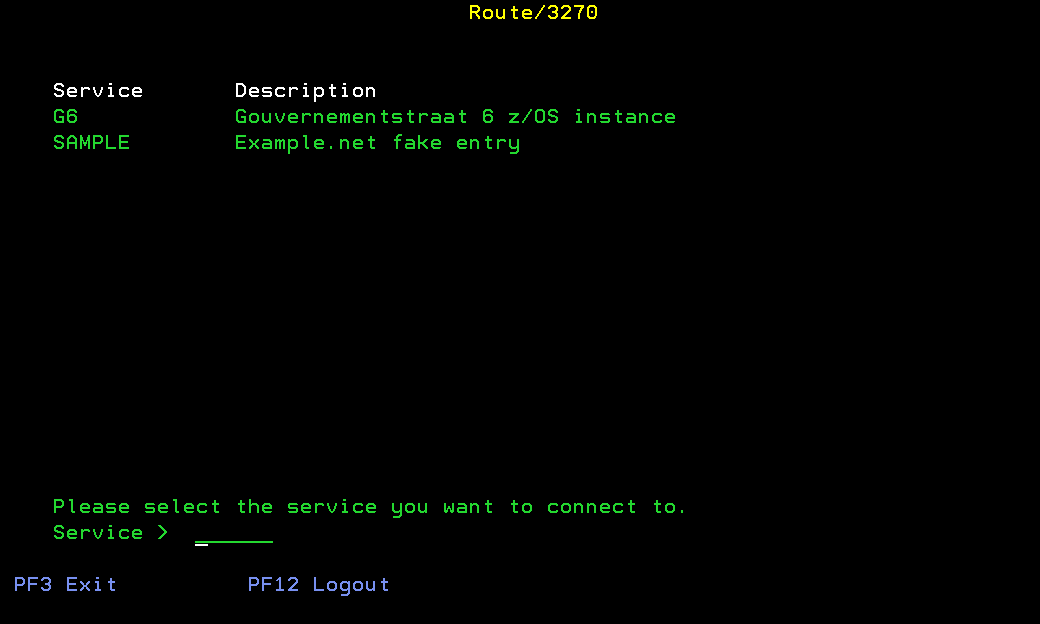 Route/3270
Service Description
G6 Gouvernementstraat 6 z/OS instance
SAMPLE Example.net fake entry
Please select the service you want to connect to.
Service >
PF3 Exit PF12 Logout